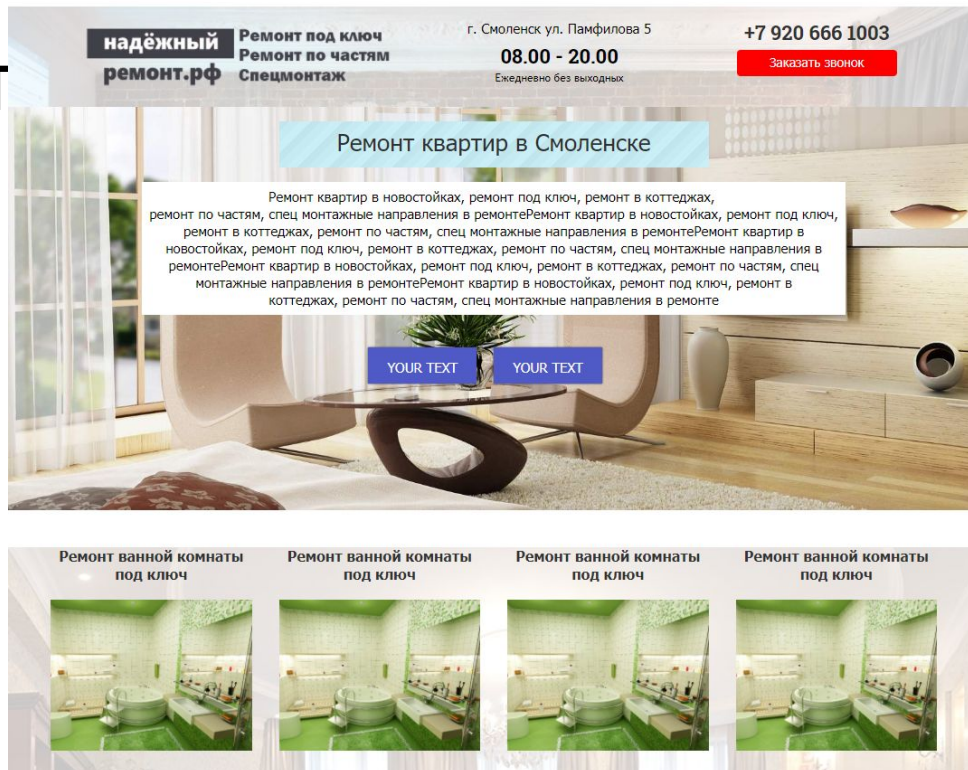 надёжный
ремонт.рф
Ремонт под ключ
Ремонт по частям
Спецмонтаж
г. Смоленск ул. Памфилова 5
08.00 - 20.00
Ежедневно без выходных
+7 920 666 1003
Заказать звонок
Ремонт квартир в Смоленске
Ремонт квартир в новостойках, ремонт под ключ, ремонт в коттеджах,
ремонт по частям, спец монтажные направления в ремонтеРемонт квартир в новостойках, ремонт под ключ,
ремонт в коттеджах, ремонт по частям, спец монтажные направления в ремонтеРемонт квартир в
новостойках, ремонт под ключ, ремонт в коттеджах, ремонт по частям, спец монтажные направления в
ремонтеРемонт квартир в новостойках, ремонт под ключ, ремонт в коттеджах, ремонт по частям, спец
монтажные направления в ремонтеРемонт квартир в новостойках, ремонт под ключ, ремонт в
коттеджах, ремонт по частям, спец монтажные направления в ремонте
YOUR TEXT
YOUR TEXT
Ремонт ванной комнаты
под ключ
Ремонт ванной комнаты
под ключ
Ремонт ванной комнаты
под ключ
Ремонт ванной комнаты
под ключ